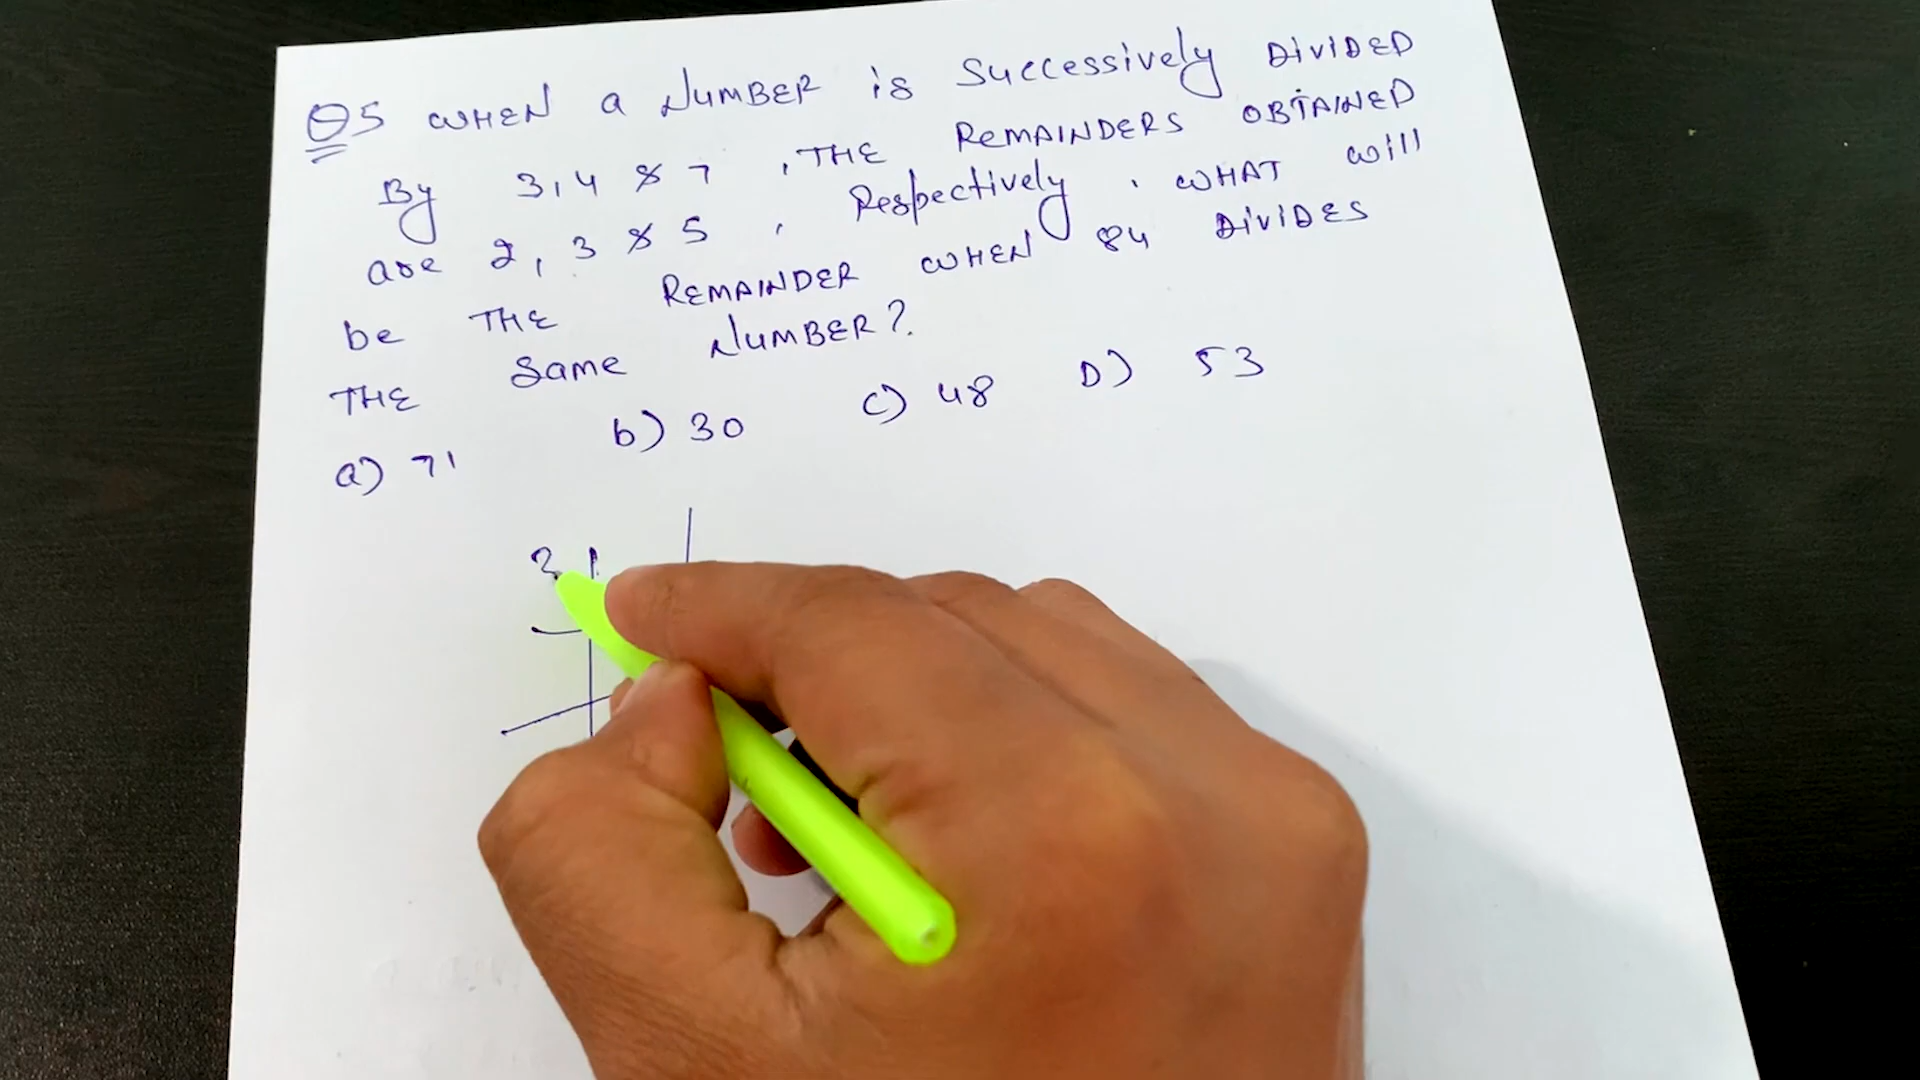 Q5 WHEN a NUMBER is Successively DIVIDED
By 3, 4 & 7, THE REMAINDERS OBTAINED
are 2, 3 & 5, Respectively. WHAT will
be THE REMAINDER WHEN 84 DIVIDES
THE Same NUMBER?
a) 71 b) 30 c) 48 D) 53